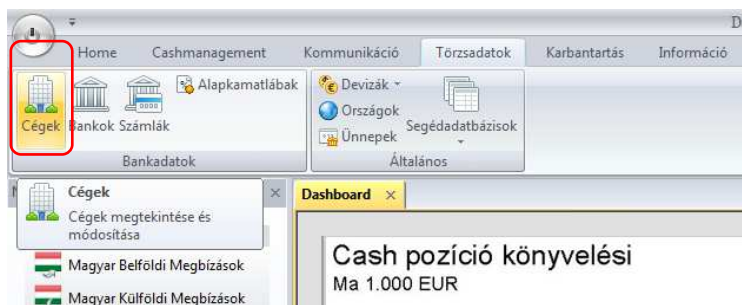 D
Home Cashmanagement Kommunikáció Törzsadatok Karbantartás Információ
Cégek Bankok Számlák Alapkamatlábak
Devizák
Országok
Ünnepek
Segédadatbázisok
Bankadatok Általános
Cégek
Cégek megtekintése és
módosítása
Dashboard
Magyar Belföldi Megbízások
Magyar Külföldi Megbízások
Cash pozíció könyvelési
Ma 1.000 EUR